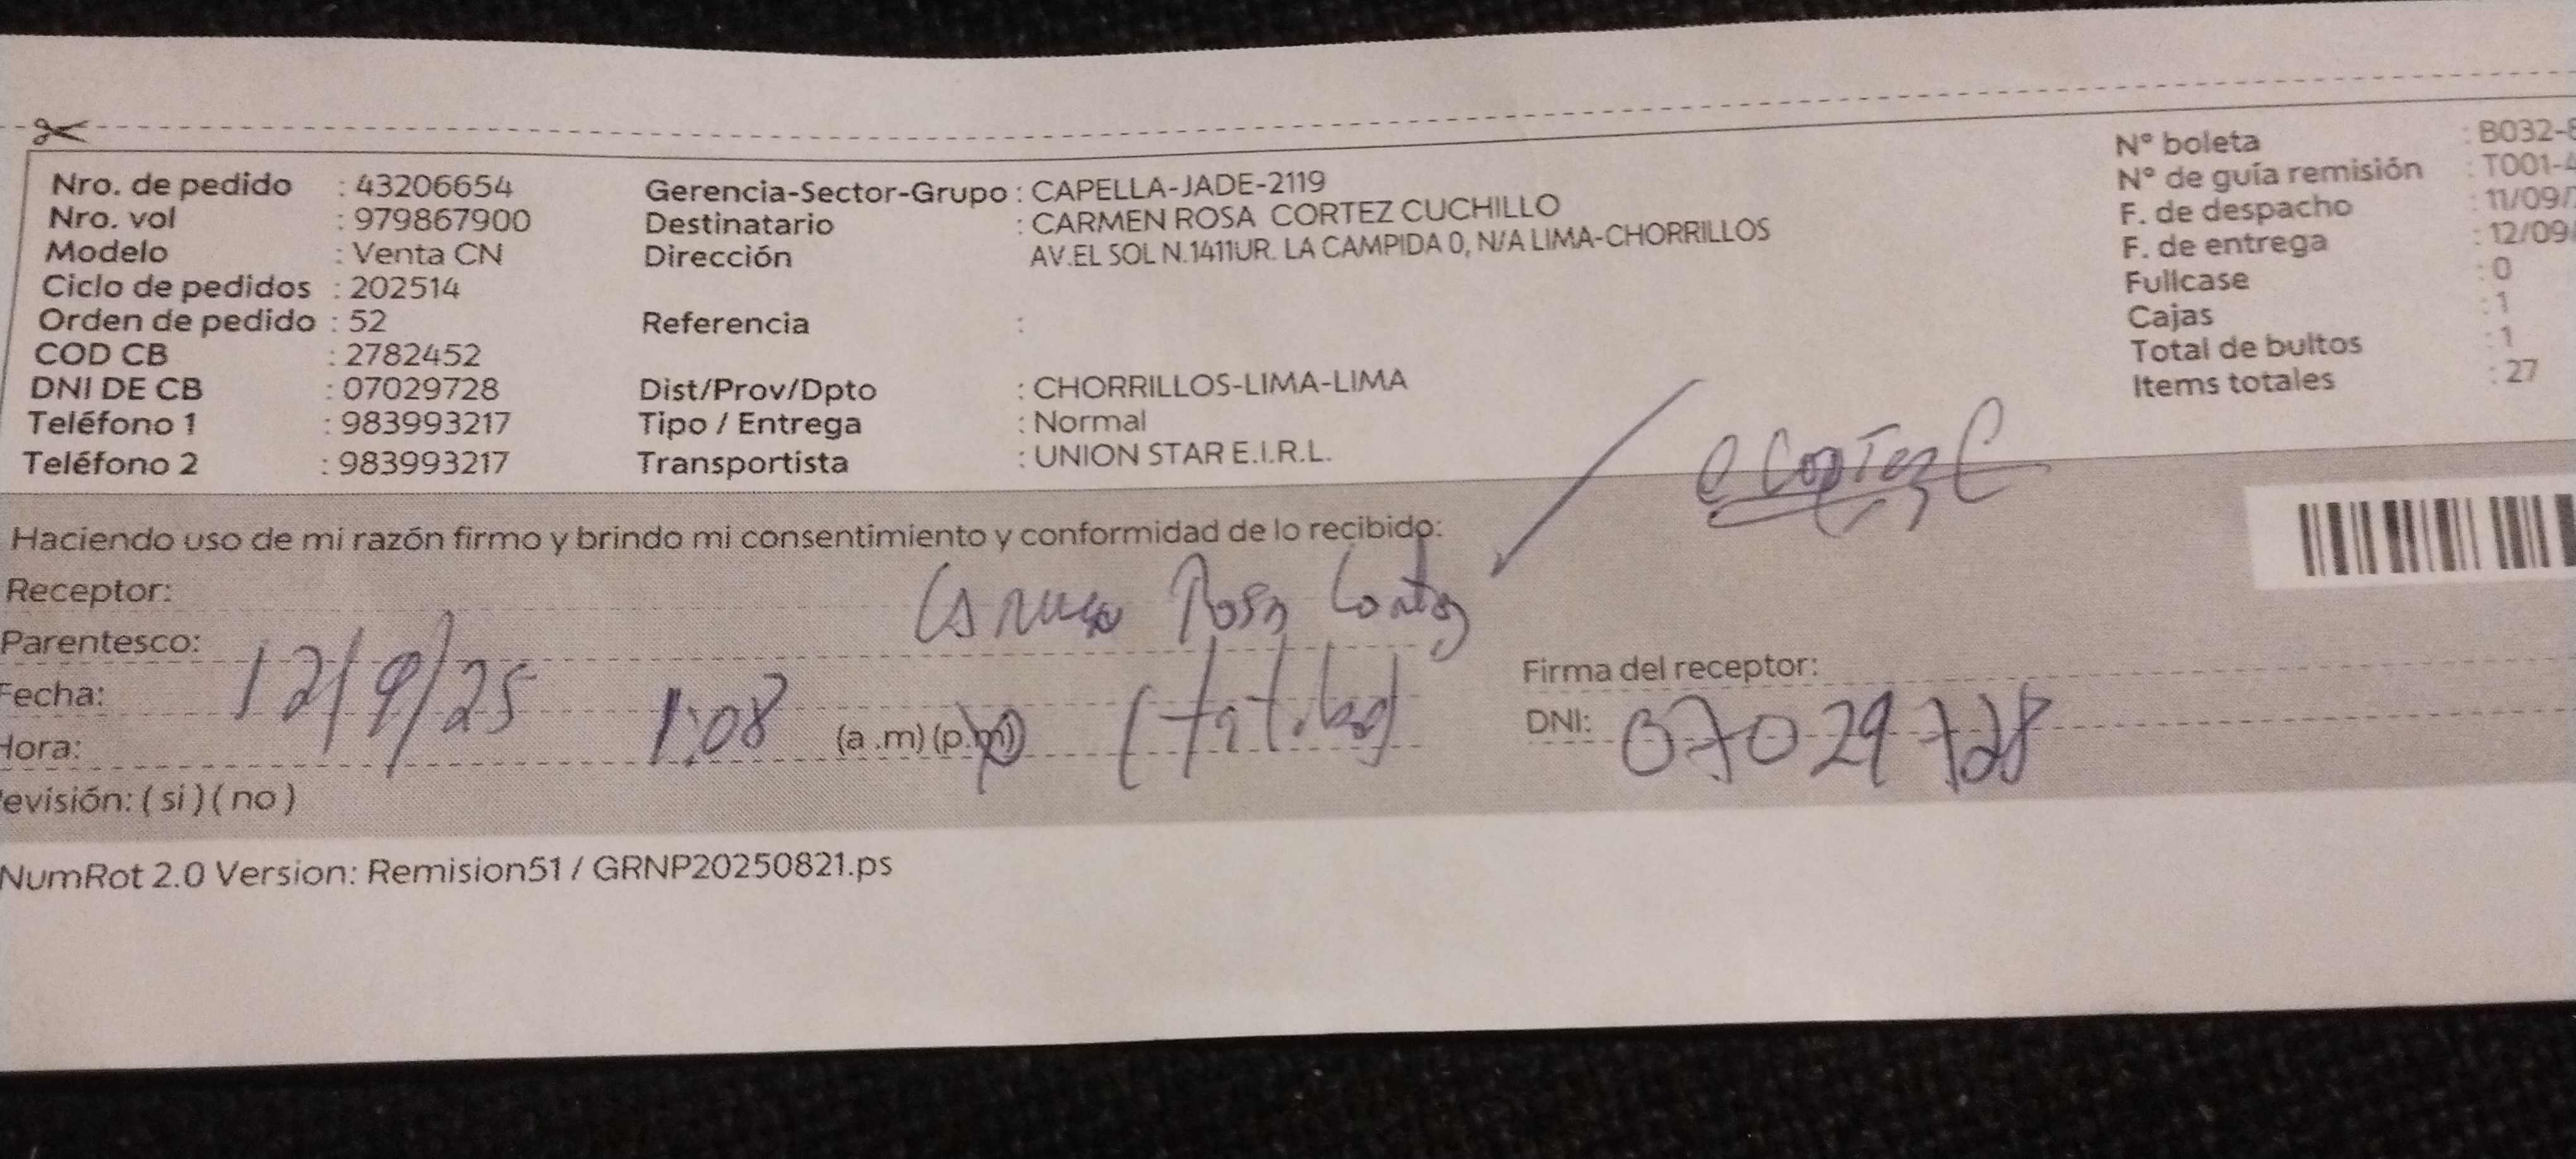 Nro. de pedido : 43206654
Nro. vol : 979867900
Modelo : Venta CN
Ciclo de pedidos : 202514
Orden de pedido : 52
COD CB : 2782452
DNI DE CB : 07029728
Teléfono 1 : 983993217
Teléfono 2 : 983993217
Gerencia-Sector-Grupo : CAPELLA-JADE-2119
Destinatario : CARMEN ROSA CORTEZ CUCHILLO
Dirección AV.EL SOL N.1411UR. LA CAMPIDA 0, N/A LIMA-CHORRILLOS
Referencia :
Dist/Prov/Dpto : CHORRILLOS-LIMA-LIMA
Tipo / Entrega : Normal
Transportista : UNION STAR E.I.R.L.
N° boleta : B032-
N° de guía remisión : T001-4
F. de despacho : 11/09/
F. de entrega : 12/09
Fullcase : 0
Cajas : 1
Total de bultos : 1
Items totales : 27
C Cortez C
Haciendo uso de mi razón firmo y brindo mi consentimiento y conformidad de lo recibido:
Receptor: Carmen Rosa Cortez
Parentesco:
Fecha: 12/9/25
Hora: 1:08 (a .m) (p.m) (titular)
evisión: ( si ) ( no )
Firma del receptor:
DNI: 07029728
NumRot 2.0 Version: Remision51 / GRNP20250821.ps